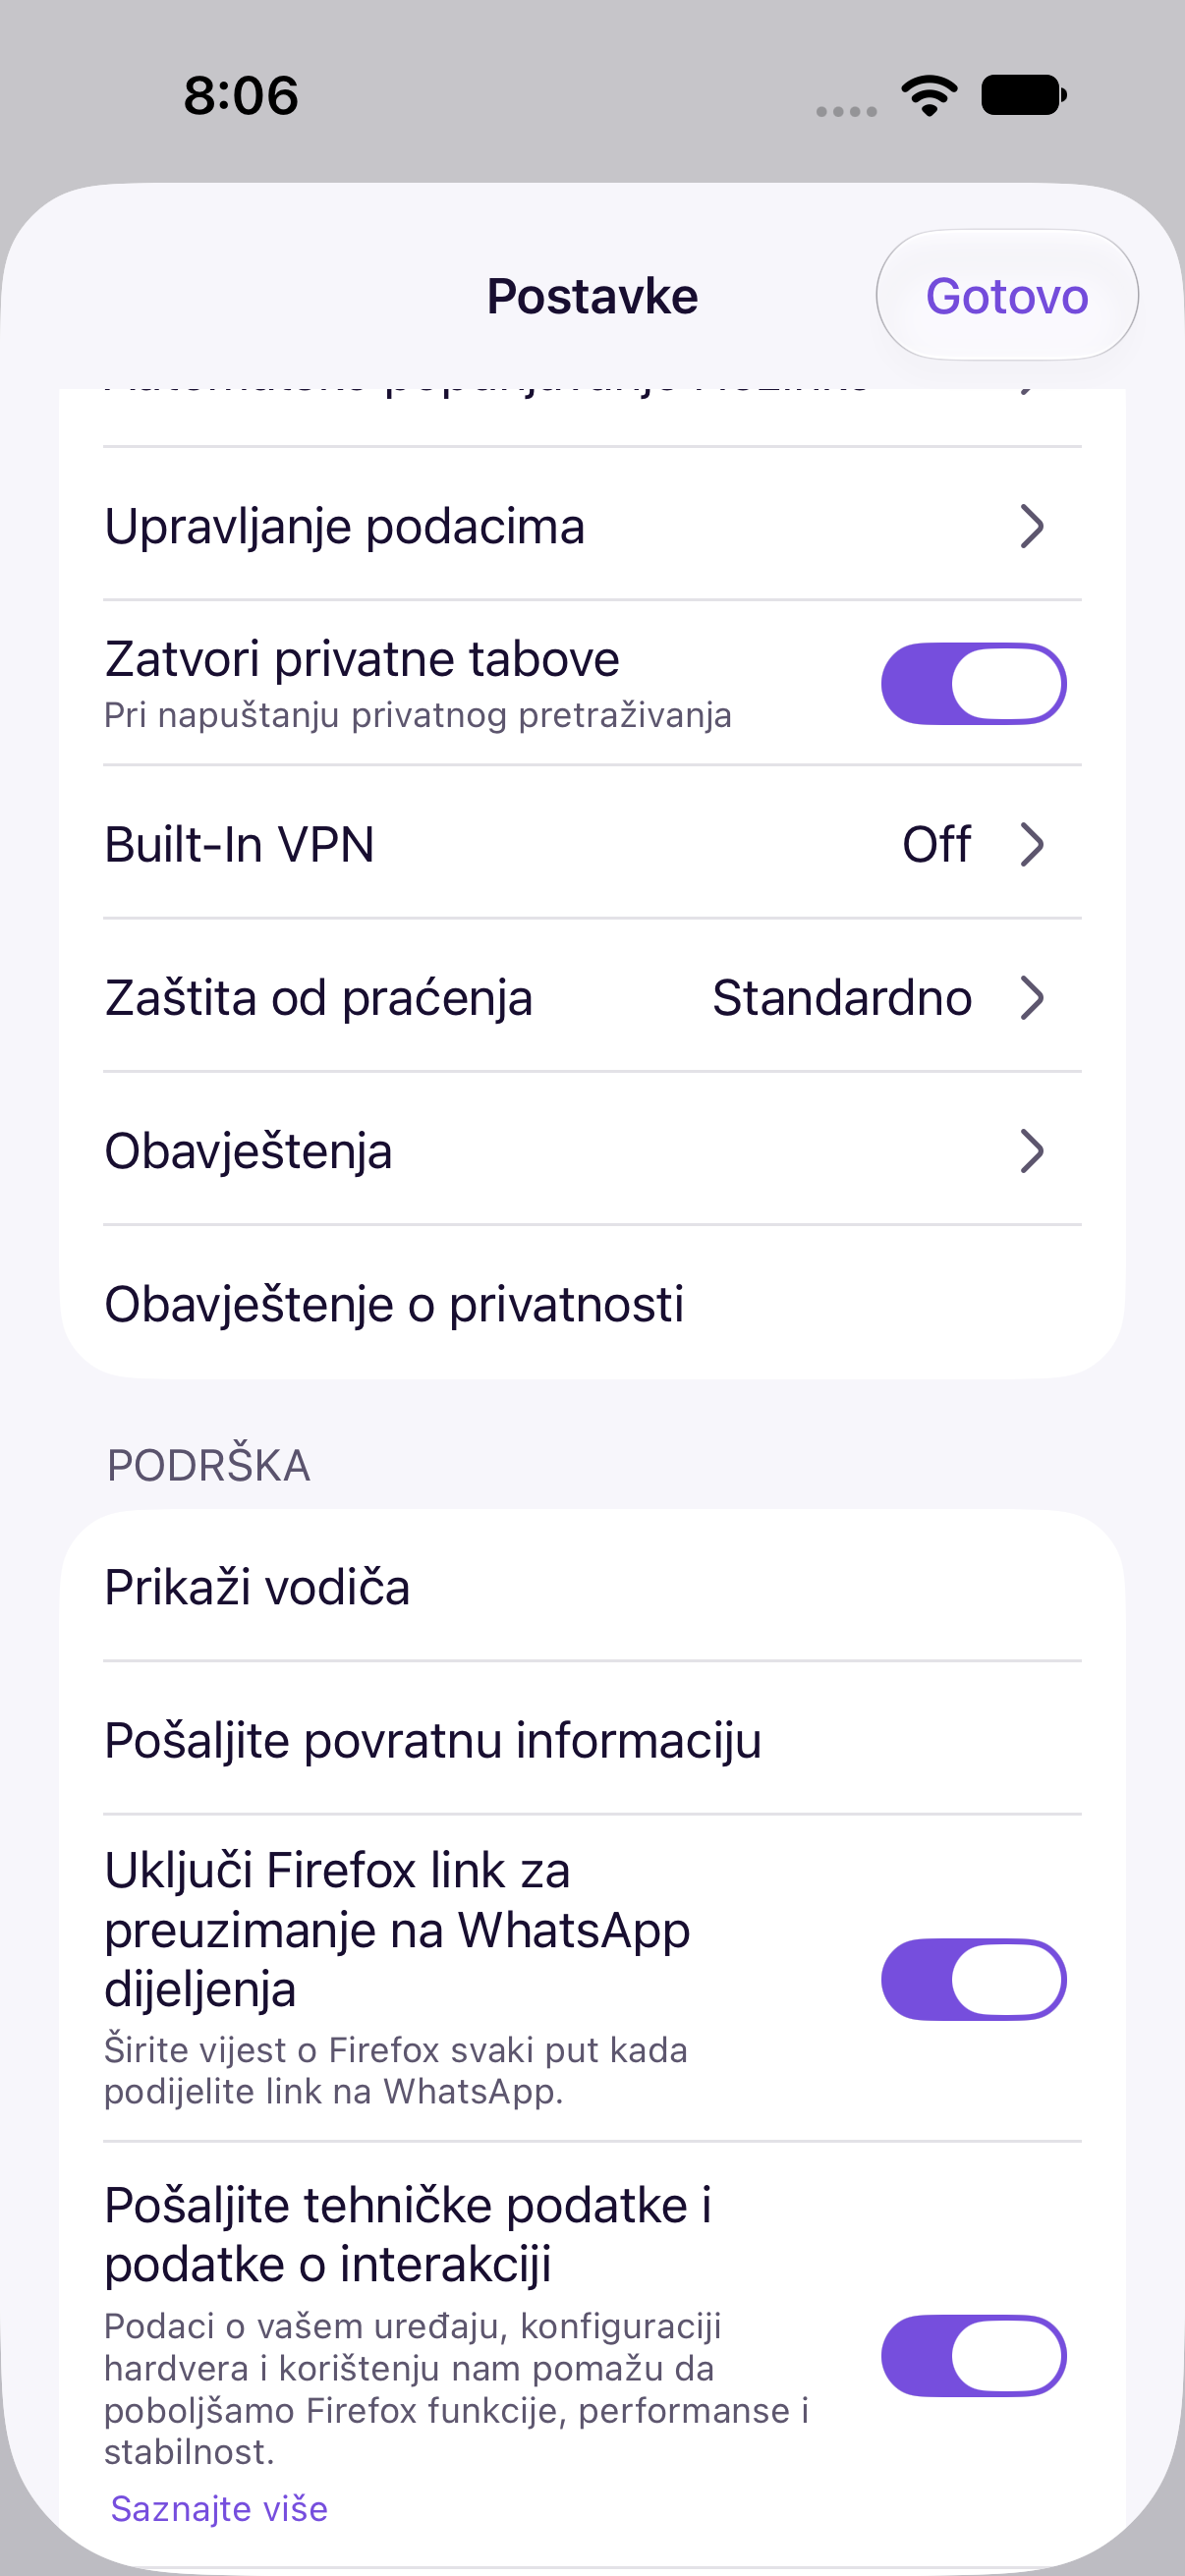 8:06
Postavke
Gotovo
Upravljanje podacima
Zatvori privatne tabove
Pri napuštanju privatnog pretraživanja
Built-In VPN
Off
Zaštita od praćenja
Standardno
Obavještenja
Obavještenje o privatnosti
PODRŠKA
Prikaži vodiča
Pošaljite povratnu informaciju
Uključi Firefox link za
preuzimanje na WhatsApp
dijeljenja
Širite vijest o Firefox svaki put kada
podijelite link na WhatsApp.
Pošaljite tehničke podatke i
podatke o interakciji
Podaci o vašem uređaju, konfiguraciji
hardvera i korištenju nam pomažu da
poboljšamo Firefox funkcije, performanse i
stabilnost.
Saznajte više